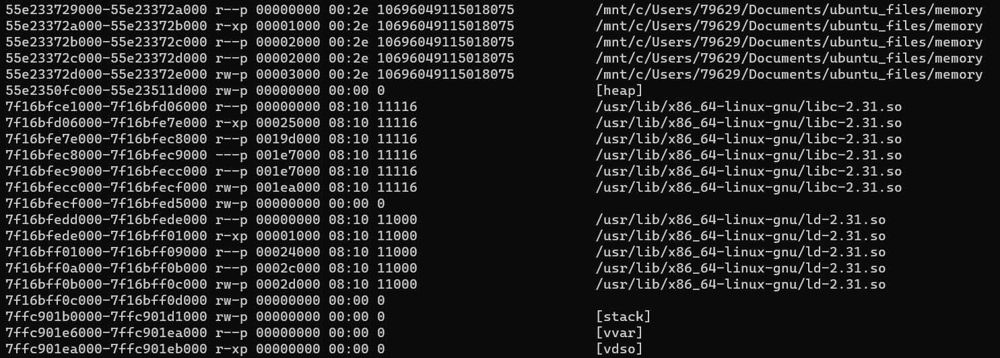 55e233729000-55e23372a000 r--p 00000000 00:2e 10696049115018075 /mnt/c/Users/79629/Documents/ubuntu_files/memory
55e23372a000-55e23372b000 r-xp 00001000 00:2e 10696049115018075 /mnt/c/Users/79629/Documents/ubuntu_files/memory
55e23372b000-55e23372c000 r--p 00002000 00:2e 10696049115018075 /mnt/c/Users/79629/Documents/ubuntu_files/memory
55e23372c000-55e23372d000 r--p 00002000 00:2e 10696049115018075 /mnt/c/Users/79629/Documents/ubuntu_files/memory
55e23372d000-55e23372e000 rw-p 00003000 00:2e 10696049115018075 /mnt/c/Users/79629/Documents/ubuntu_files/memory
55e2350fc000-55e23511d000 rw-p 00000000 00:00 0 [heap]
7f16bfce1000-7f16bfd06000 r--p 00000000 08:10 11116 /usr/lib/x86_64-linux-gnu/libc-2.31.so
7f16bfd06000-7f16bfe7e000 r-xp 00025000 08:10 11116 /usr/lib/x86_64-linux-gnu/libc-2.31.so
7f16bfe7e000-7f16bfec8000 r--p 0019d000 08:10 11116 /usr/lib/x86_64-linux-gnu/libc-2.31.so
7f16bfec8000-7f16bfec9000 ---p 001e7000 08:10 11116 /usr/lib/x86_64-linux-gnu/libc-2.31.so
7f16bfec9000-7f16bfecc000 r--p 001e7000 08:10 11116 /usr/lib/x86_64-linux-gnu/libc-2.31.so
7f16bfecc000-7f16bfecf000 rw-p 001ea000 08:10 11116 /usr/lib/x86_64-linux-gnu/libc-2.31.so
7f16bfecf000-7f16bfed5000 rw-p 00000000 00:00 0
7f16bfedd000-7f16bfede000 r--p 00000000 08:10 11000 /usr/lib/x86_64-linux-gnu/ld-2.31.so
7f16bfede000-7f16bff01000 r-xp 00001000 08:10 11000 /usr/lib/x86_64-linux-gnu/ld-2.31.so
7f16bff01000-7f16bff09000 r--p 00024000 08:10 11000 /usr/lib/x86_64-linux-gnu/ld-2.31.so
7f16bff0a000-7f16bff0b000 r--p 0002c000 08:10 11000 /usr/lib/x86_64-linux-gnu/ld-2.31.so
7f16bff0b000-7f16bff0c000 rw-p 0002d000 08:10 11000 /usr/lib/x86_64-linux-gnu/ld-2.31.so
7f16bff0c000-7f16bff0d000 rw-p 00000000 00:00 0
7ffc901b0000-7ffc901d1000 rw-p 00000000 00:00 0 [stack]
7ffc901e6000-7ffc901ea000 r--p 00000000 00:00 0 [vvar]
7ffc901ea000-7ffc901eb000 r-xp 00000000 00:00 0 [vdso]